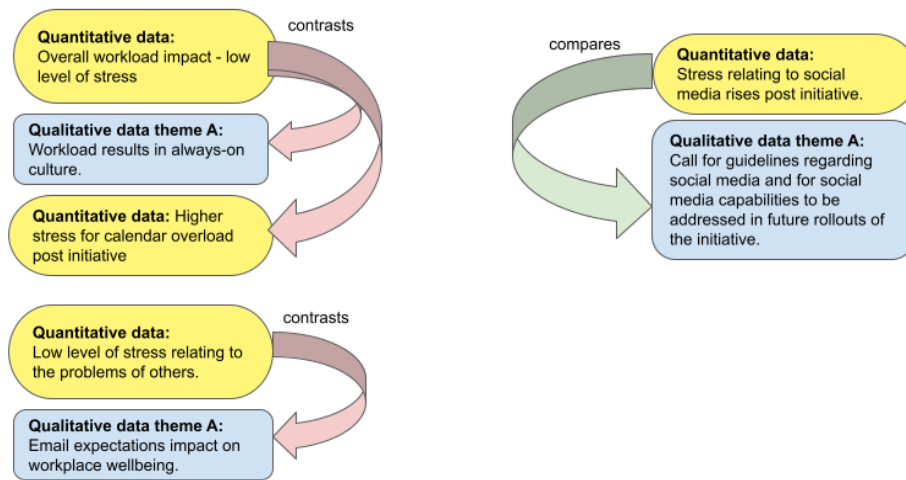 contrasts
Quantitative data:
Overall workload impact - low
level of stress
Qualitative data theme A:
Workload results in always-on
culture.
Quantitative data: Higher
stress for calendar overload
post initiative
compares
Quantitative data:
Stress relating to social
media rises post initiative.
Qualitative data theme A:
Call for guidelines regarding
social media and for social
media capabilities to be
addressed in future rollouts of
the initiative.
contrasts
Quantitative data:
Low level of stress relating to
the problems of others.
Qualitative data theme A:
Email expectations impact on
workplace wellbeing.